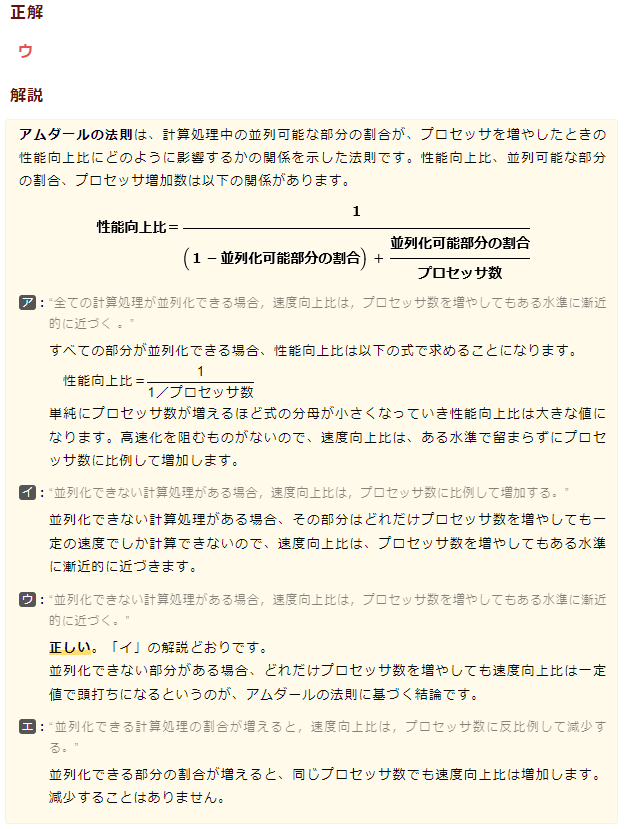 正解
ウ
解説
アムダールの法則は、計算処理中の並列可能な部分の割合が、プロセッサを増やしたときの
性能向上比にどのように影響するかの関係を示した法則です。性能向上比、並列可能な部分
の割合、プロセッサ増加数は以下の関係があります。
性能向上比＝ 1
(1 − 並列化可能部分の割合) + 並列化可能部分の割合
プロセッサ数
ア："全ての計算処理が並列化できる場合，速度向上比は，プロセッサ数を増やしてもある水準に漸近
的に近づく 。"
すべての部分が並列化できる場合、性能向上比は以下の式で求めることになります。
性能向上比＝ 1
1／プロセッサ数
単純にプロセッサ数が増えるほど式の分母が小さくなっていき性能向上比は大きな値に
なります。高速化を阻むものがないので、速度向上比は、ある水準で留まらずにプロセ
ッサ数に比例して増加します。
イ："並列化できない計算処理がある場合，速度向上比は，プロセッサ数に比例して増加する。"
並列化できない計算処理がある場合、その部分はどれだけプロセッサ数を増やしても一
定の速度でしか計算できないので、速度向上比は、プロセッサ数を増やしてもある水準
に漸近的に近づきます。
ウ："並列化できない計算処理がある場合，速度向上比は，プロセッサ数を増やしてもある水準に漸近
的に近づく。"
正しい。「イ」の解説どおりです。
並列化できない部分がある場合、どれだけプロセッサ数を増やしても速度向上比は一定
値で頭打ちになるというのが、アムダールの法則に基づく結論です。
エ："並列化できる計算処理の割合が増えると，速度向上比は，プロセッサ数に反比例して減少す
る。"
並列化できる部分の割合が増えると、同じプロセッサ数でも速度向上比は増加します。
減少することはありません。